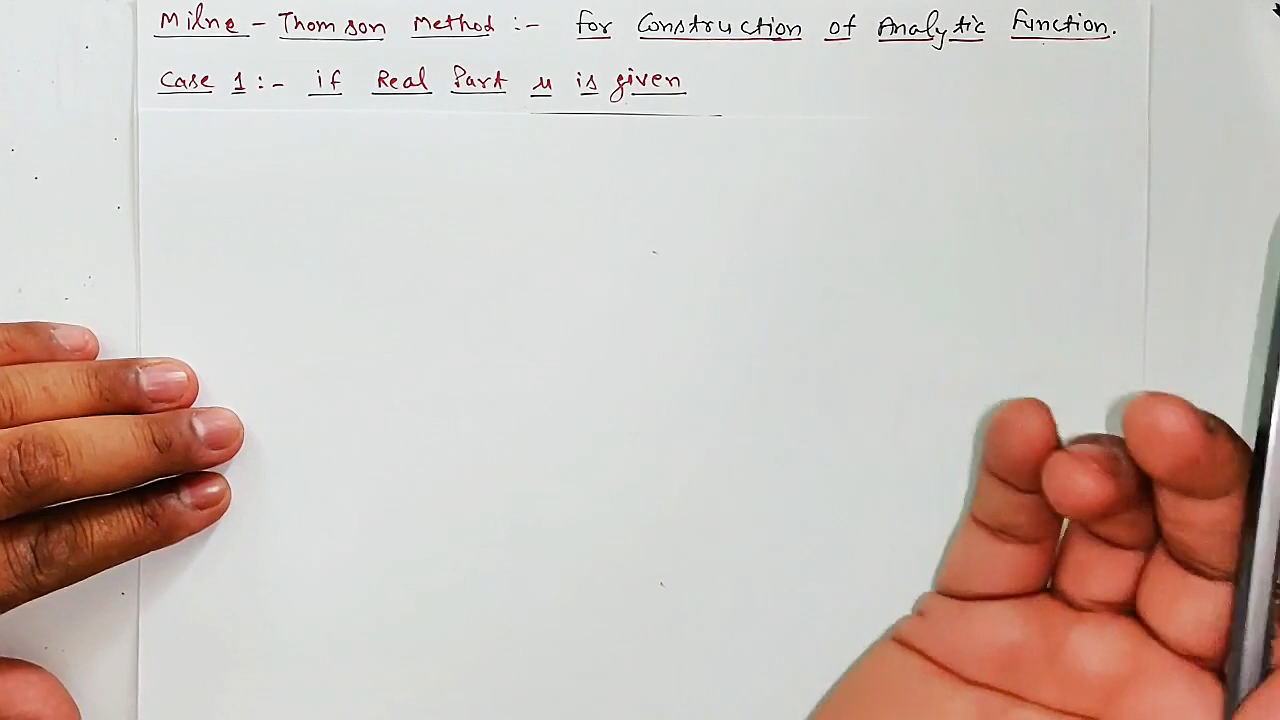 Milne - Thomson Method :- for Construction of Analytic Function.
Case 1 :- if Real Part u is given